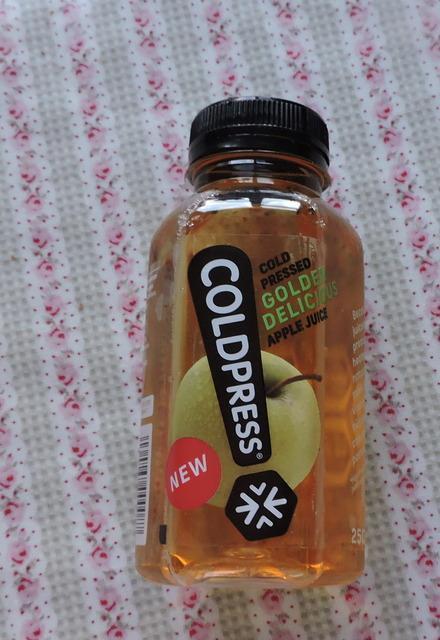 COLDPRESS®
COLD
PRESSED
GOLDEN
DELICIOUS
APPLE JUICE
NEW